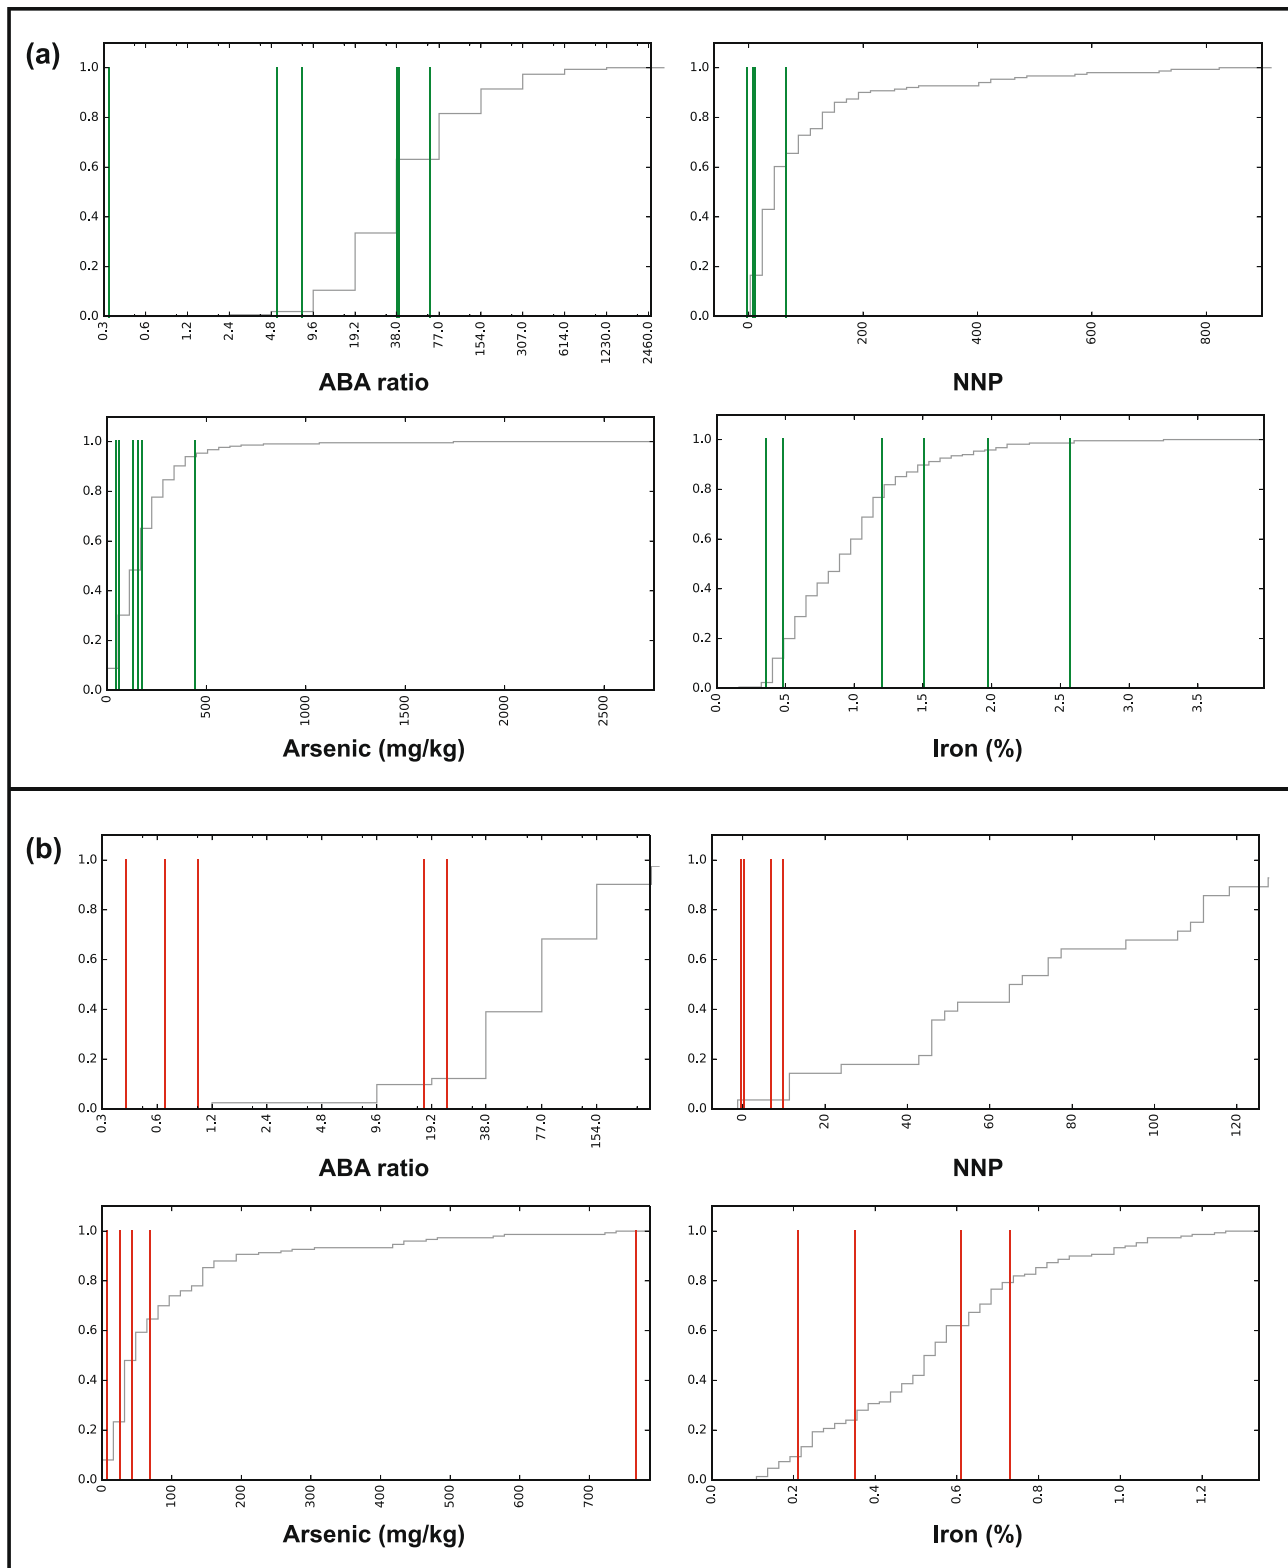 (a)
1.0
0.8
0.6
0.4
0.2
0.0
0.3 0.6 1.2 2.4 4.8 9.6 19.2 38.0 77.0 154.0 307.0 614.0 1230.0 2460.0
ABA ratio
1.0
0.8
0.6
0.4
0.2
0.0
0 200 400 600 800
NNP
1.0
0.8
0.6
0.4
0.2
0.0
0 500 1000 1500 2000 2500
Arsenic (mg/kg)
1.0
0.8
0.6
0.4
0.2
0.0
0.0 0.5 1.0 1.5 2.0 2.5 3.0 3.5
Iron (%)
(b)
1.0
0.8
0.6
0.4
0.2
0.0
0.3 0.6 1.2 2.4 4.8 9.6 19.2 38.0 77.0 154.0
ABA ratio
1.0
0.8
0.6
0.4
0.2
0.0
0 20 40 60 80 100 120
NNP
1.0
0.8
0.6
0.4
0.2
0.0
0 100 200 300 400 500 600 700
Arsenic (mg/kg)
1.0
0.8
0.6
0.4
0.2
0.0
0.0 0.2 0.4 0.6 0.8 1.0 1.2
Iron (%)